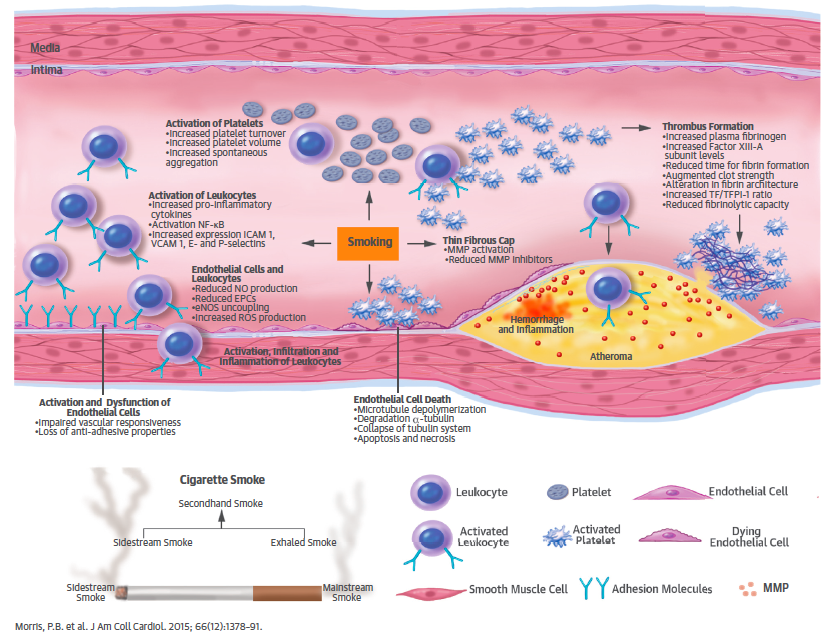 Media
Intima
Activation of Platelets
•Increased platelet turnover
•Increased platelet volume
•Increased spontaneous
aggregation
Thrombus Formation
•Increased plasma fibrinogen
•Increased Factor XIII-A
subunit levels
•Reduced time for fibrin formation
•Augmented clot strength
•Alteration in fibrin architecture
•Increased TF/TFPI-1 ratio
•Reduced fibrinolytic capacity
Activation of Leukocytes
•Increased pro-inflammatory
cytokines
•Activation NF-κB
•Increased expression ICAM 1,
VCAM 1, E- and P-selectins
Smoking
Thin Fibrous Cap
•MMP activation
•Reduced MMP inhibitors
Endothelial Cells and
Leukocytes
•Reduced NO production
•Reduced EPCs
•eNOS uncoupling
•Increased ROS production
Hemorrhage
and Inflammation
Atheroma
Activation, Infiltration and
Inflamation of Leukocytes
Activation and Dysfunction of
Endothelial Cells
•Impaired vascular responsiveness
•Loss of anti-adhesive properties
Endothelial Cell Death
•Microtubule depolymerization
•Degradation α-tubulin
•Collapse of tubulin system
•Apoptosis and necrosis
Cigarette Smoke
Secondhand Smoke
Sidestream Smoke
Exhaled Smoke
Sidestream
Smoke
Mainstream
Smoke
Leukocyte
Platelet
Endothelial Cell
Activated
Leukocyte
Activated
Platelet
Dying
Endothelial Cell
Smooth Muscle Cell
Adhesion Molecules
MMP
Morris, P.B. et al. J Am Coll Cardiol. 2015; 66(12):1378–91.